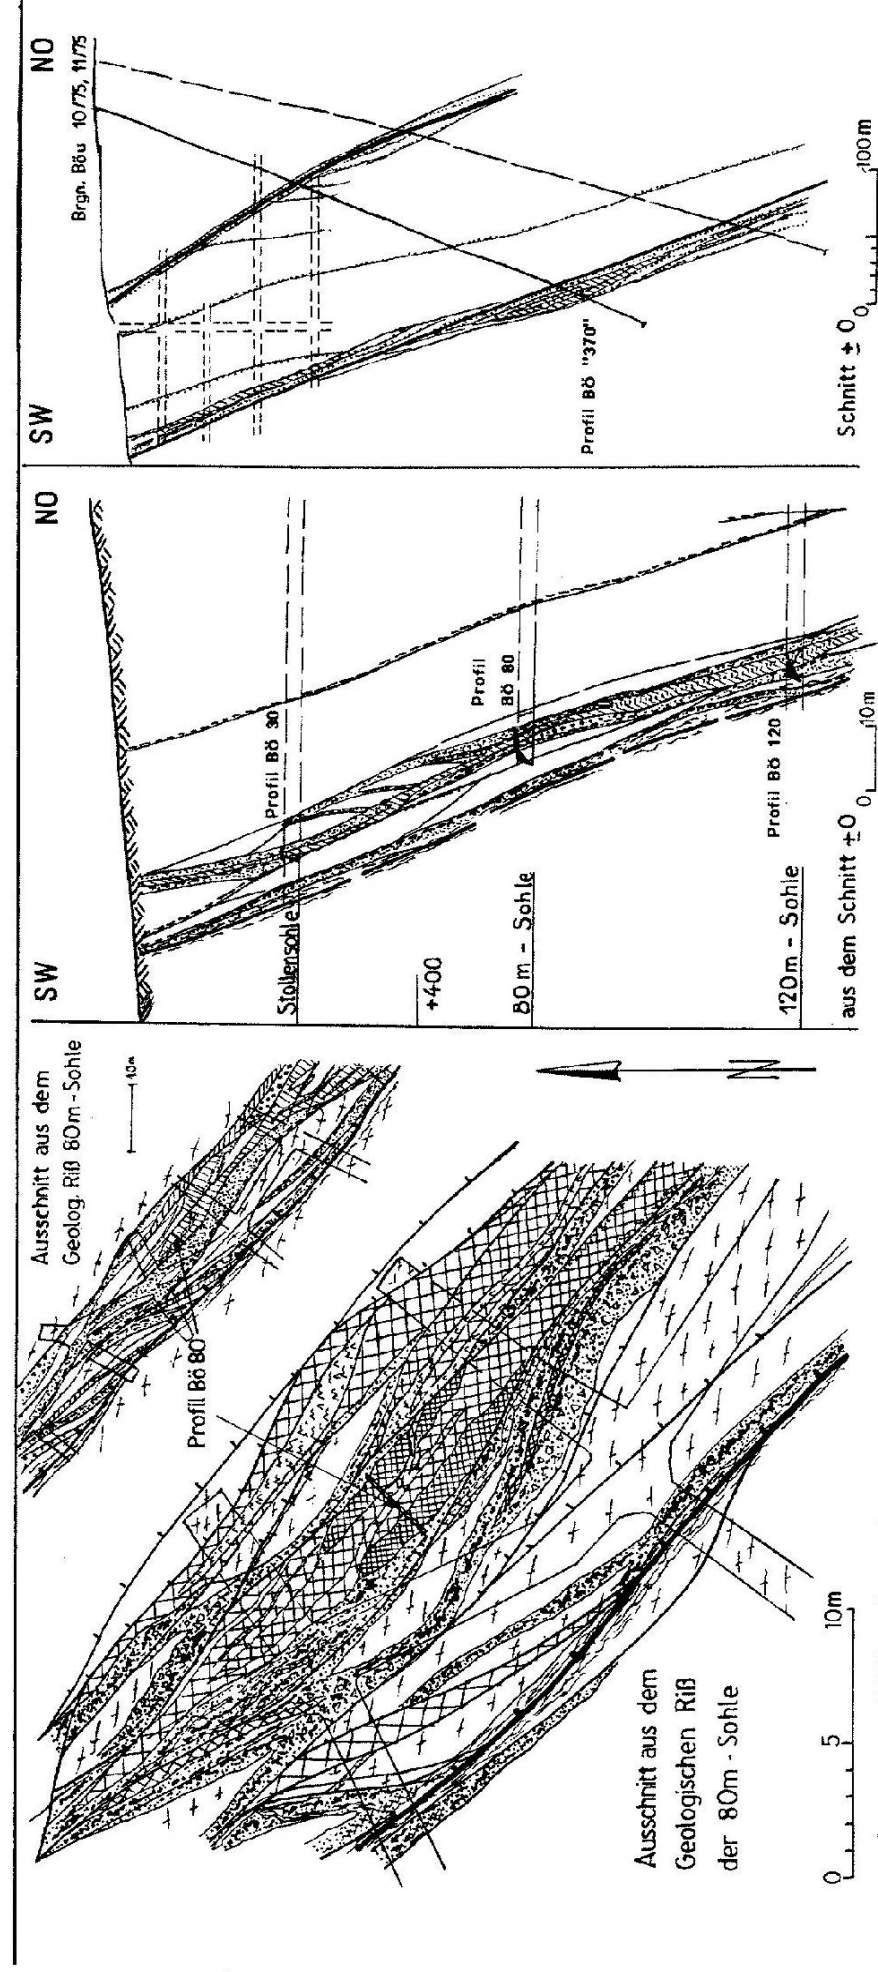 Ausschnitt aus dem
Geolog. Riß 80m-Sohle
10m
Profil Bö 80
Ausschnitt aus dem
Geologischen Riß
der 80m - Sohle
0 5 10m
N
SW NO
Profil Bö 30
Profil
Bö 80
Profil Bö 120
Stollensohle
+400
80m - Sohle
120m - Sohle
aus dem Schnitt ±0
0 10m
SW NO
Brgn. Böu 10/75, 11/75
Profil Bö "370"
Schnitt ± 0
0 100m